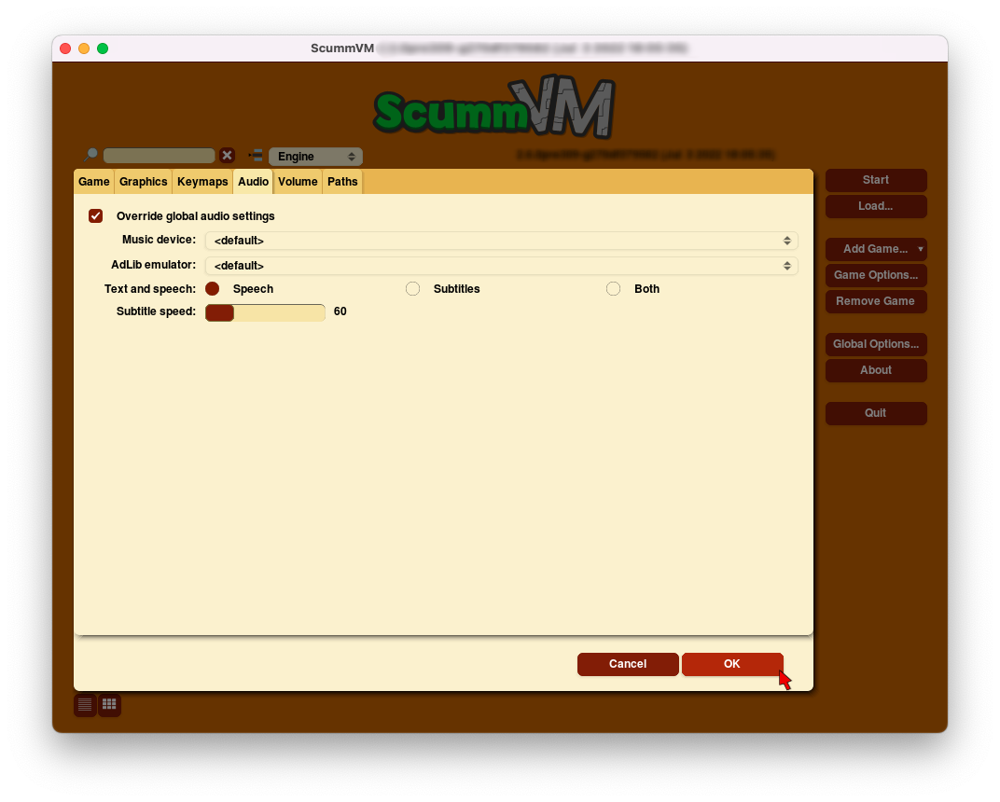 ScummVM
ScummVM
Engine
Game Graphics Keymaps Audio Volume Paths
Override global audio settings
Music device: <default>
AdLib emulator: <default>
Text and speech: Speech Subtitles Both
Subtitle speed: 60
Cancel OK
Start
Load...
Add Game...
Game Options...
Remove Game
Global Options...
About
Quit